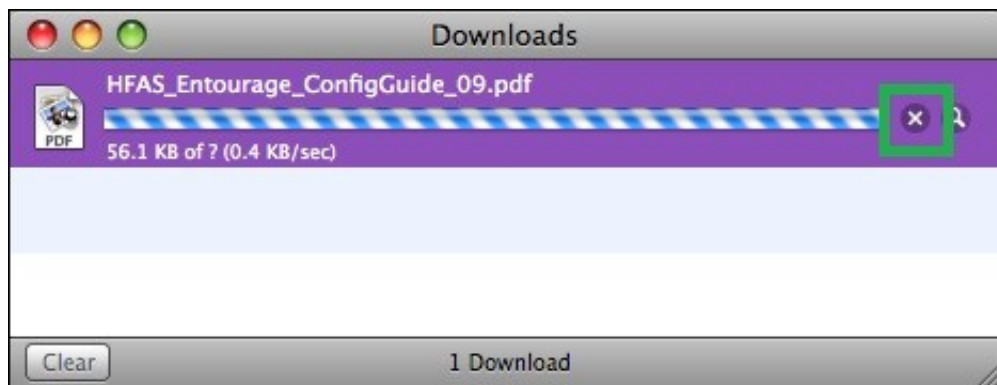 Downloads
HFAS_Entourage_ConfigGuide_09.pdf
PDF
56.1 KB of ? (0.4 KB/sec)
Clear
1 Download